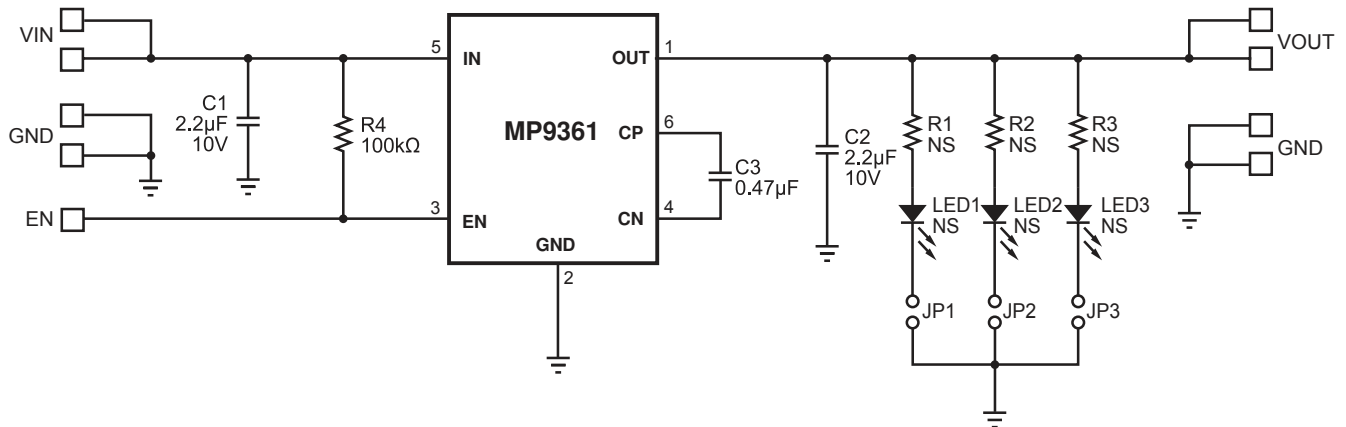 VIN
GND
EN
C1
2.2µF
10V
R4
100kΩ
5
3
IN
EN
MP9361
GND
2
OUT
CP
CN
1
6
4
C3
0.47µF
C2
2.2µF
10V
R1
NS
R2
NS
R3
NS
LED1
NS
LED2
NS
LED3
NS
JP1
JP2
JP3
VOUT
GND